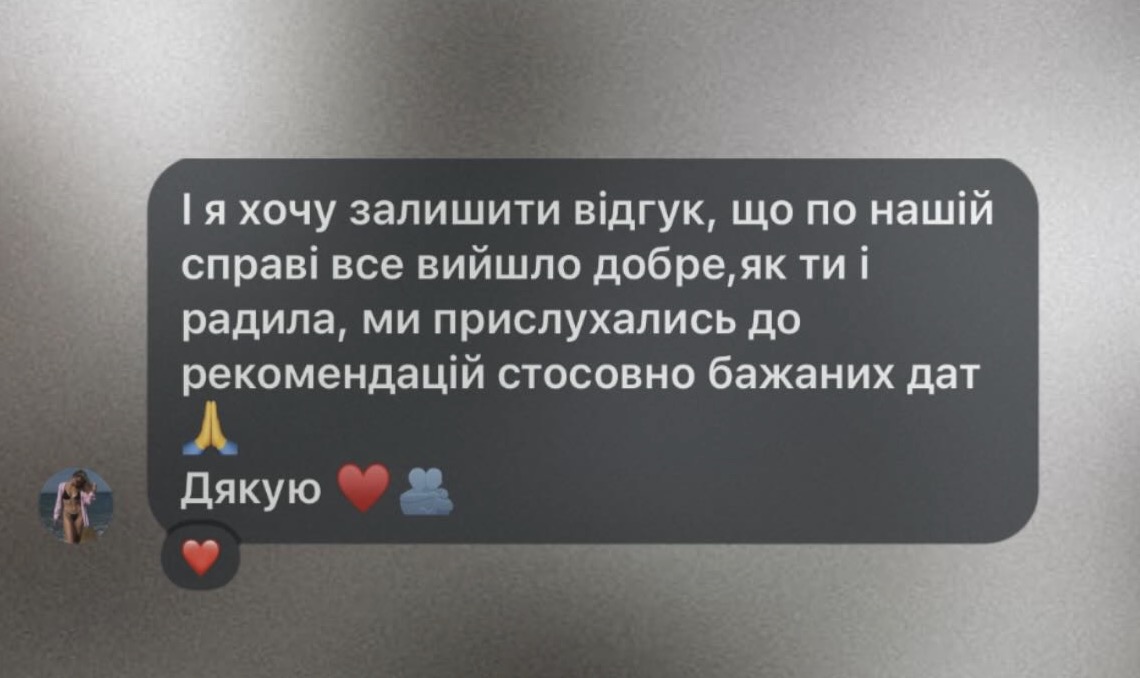 І я хочу залишити відгук, що по нашій
справі все вийшло добре,як ти і
радила, ми прислухались до
рекомендацій стосовно бажаних дат
🙏
Дякую ❤️🫂
❤️